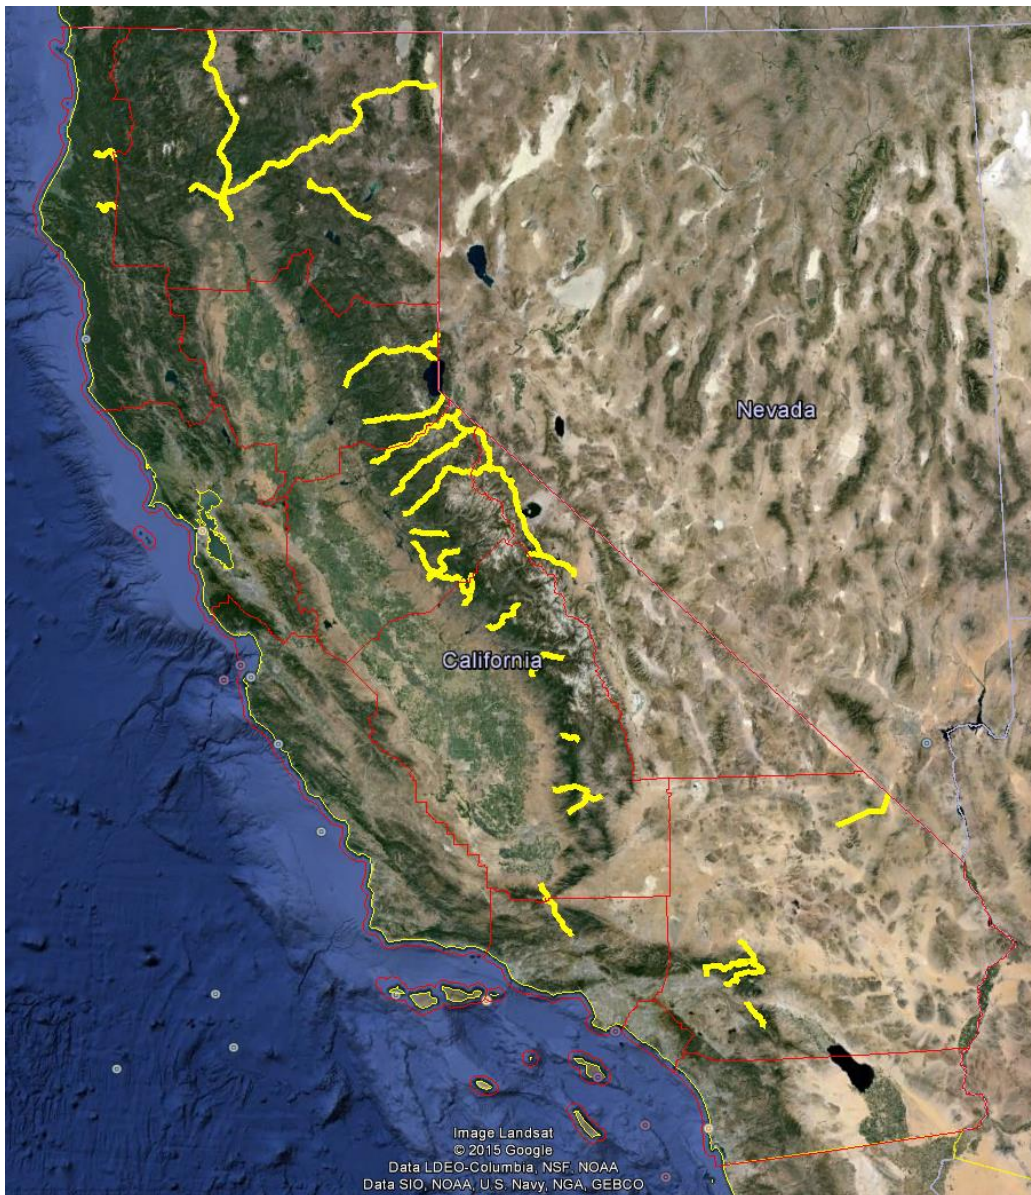 Nevada
California
Image Landsat
© 2015 Google
Data LDEO-Columbia, NSF, NOAA
Data SIO, NOAA, U.S. Navy, NGA, GEBCO